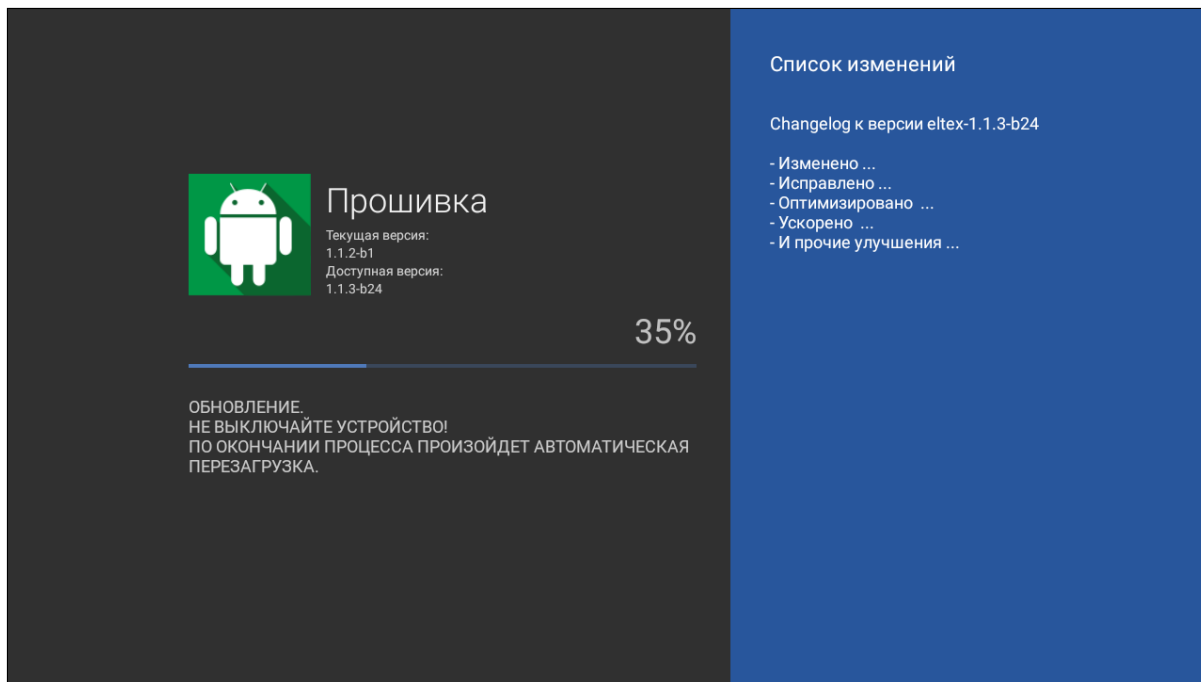 Прошивка
Текущая версия:
1.1.2-b1
Доступная версия:
1.1.3-b24
35%
ОБНОВЛЕНИЕ.
НЕ ВЫКЛЮЧАЙТЕ УСТРОЙСТВО!
ПО ОКОНЧАНИИ ПРОЦЕССА ПРОИЗОЙДЕТ АВТОМАТИЧЕСКАЯ
ПЕРЕЗАГРУЗКА.
Список изменений
Changelog к версии eltex-1.1.3-b24
- Изменено ...
- Исправлено ...
- Оптимизировано ...
- Ускорено ...
- И прочие улучшения ...